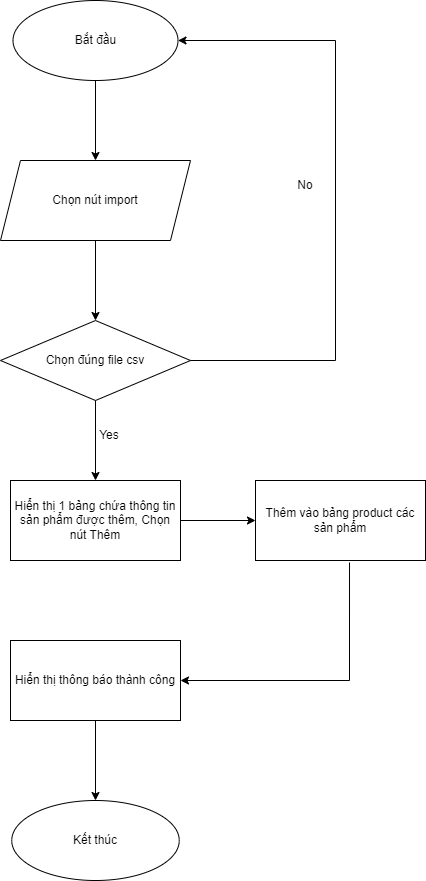 Bắt đầu
No
Chọn nút import
Chọn đúng file csv
Yes
Hiển thị 1 bảng chứa thông tin
sản phẩm được thêm, Chọn
nút Thêm
Thêm vào bảng product các
sản phẩm
Hiển thị thông báo thành công
Kết thúc